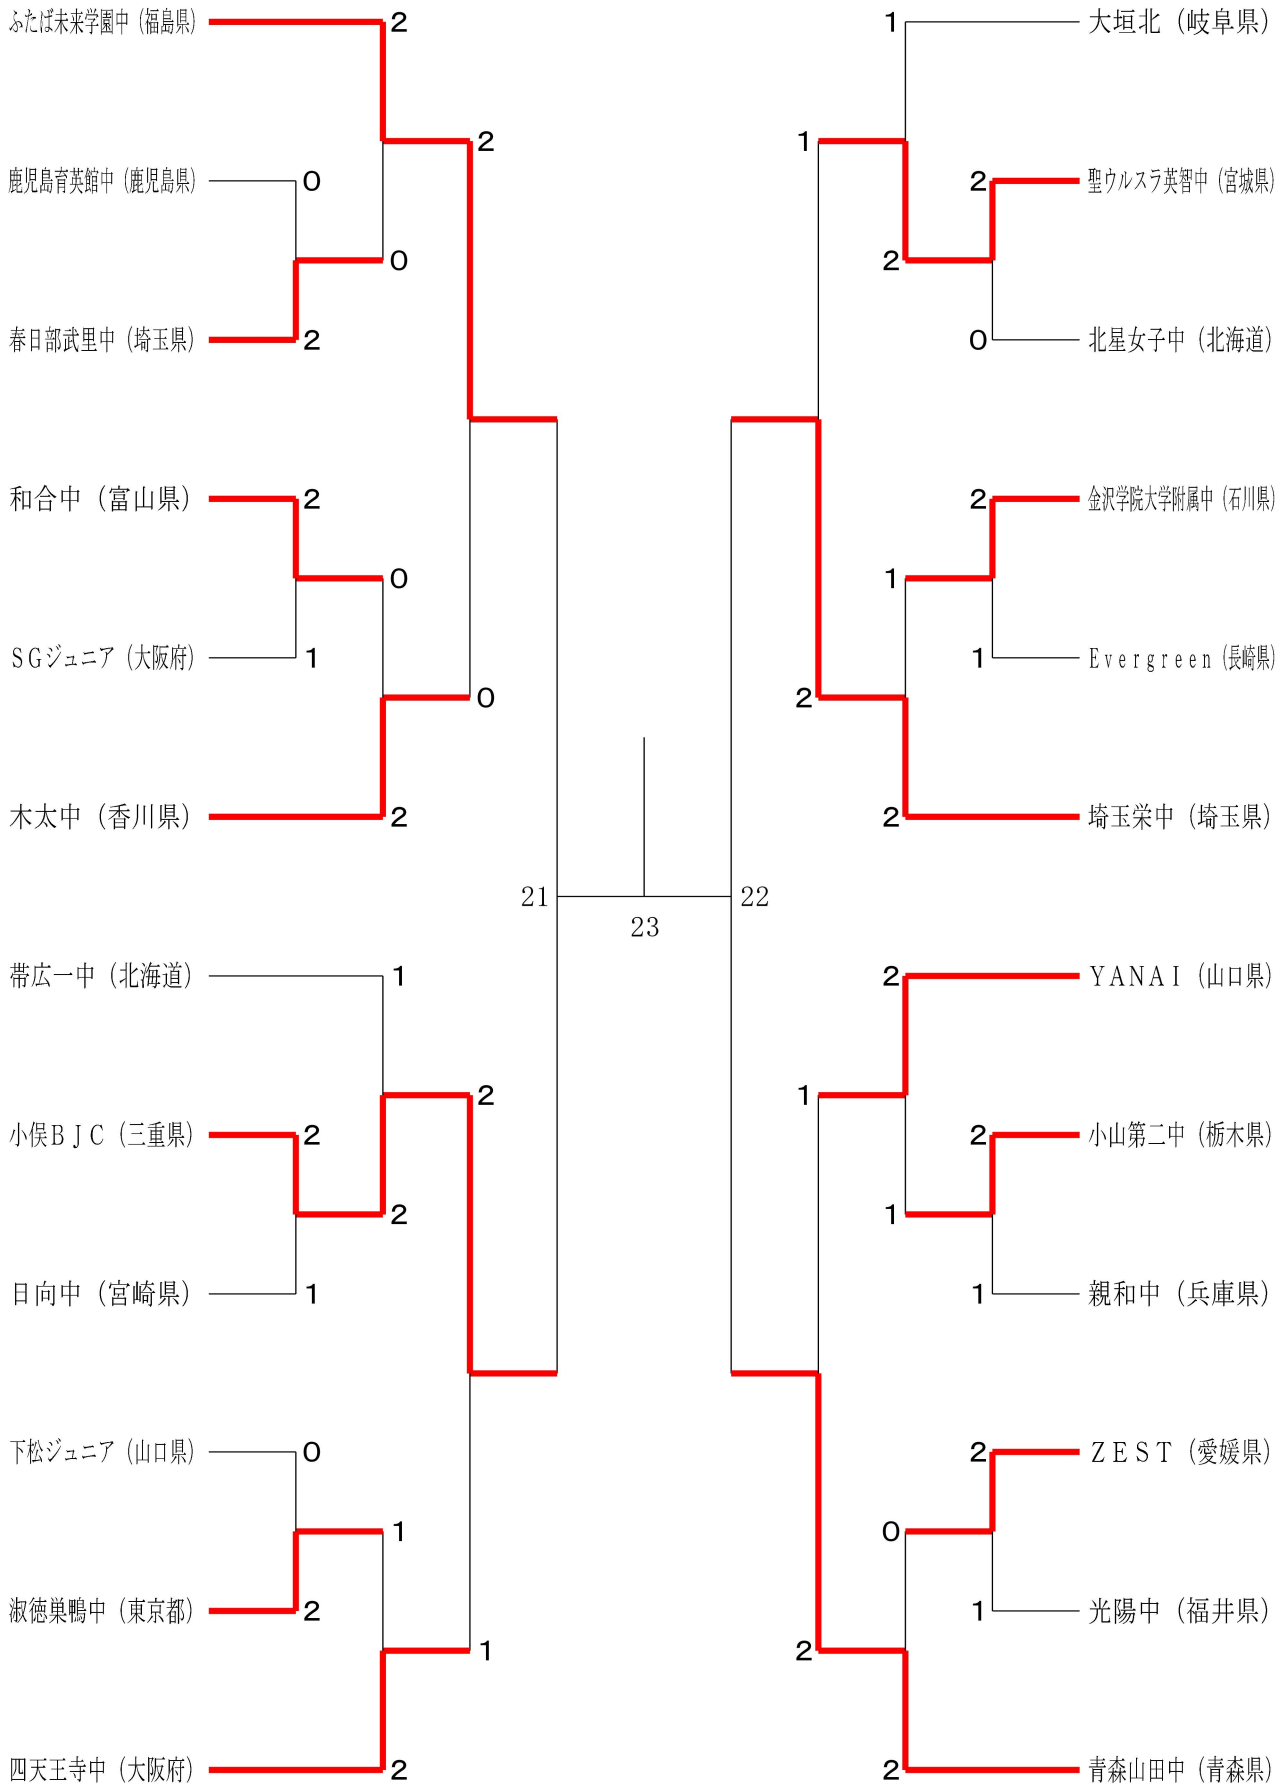 ふたば未来学園中（福島県）
2
2
鹿児島育英館中（鹿児島県）
0
0
春日部武里中（埼玉県）
2
和合中（富山県）
2
0
SGジュニア（大阪府）
1
0
木太中（香川県）
2
帯広一中（北海道）
1
2
小俣ＢＪＣ（三重県）
2
2
日向中（宮崎県）
1
下松ジュニア（山口県）
0
1
淑徳巣鴨中（東京都）
2
1
四天王寺中（大阪府）
2
21
23
22
1
大垣北（岐阜県）
1
2
聖ウルスラ英智中（宮城県）
2
0
北星女子中（北海道）
2
金沢学院大学附属中（石川県）
1
1
Ｅｖｅｒｇｒｅｅｎ（長崎県）
2
2
埼玉栄中（埼玉県）
2
ＹＡＮＡＩ（山口県）
1
2
小山第二中（栃木県）
1
1
親和中（兵庫県）
2
ＺＥＳＴ（愛媛県）
0
1
光陽中（福井県）
2
2
青森山田中（青森県）